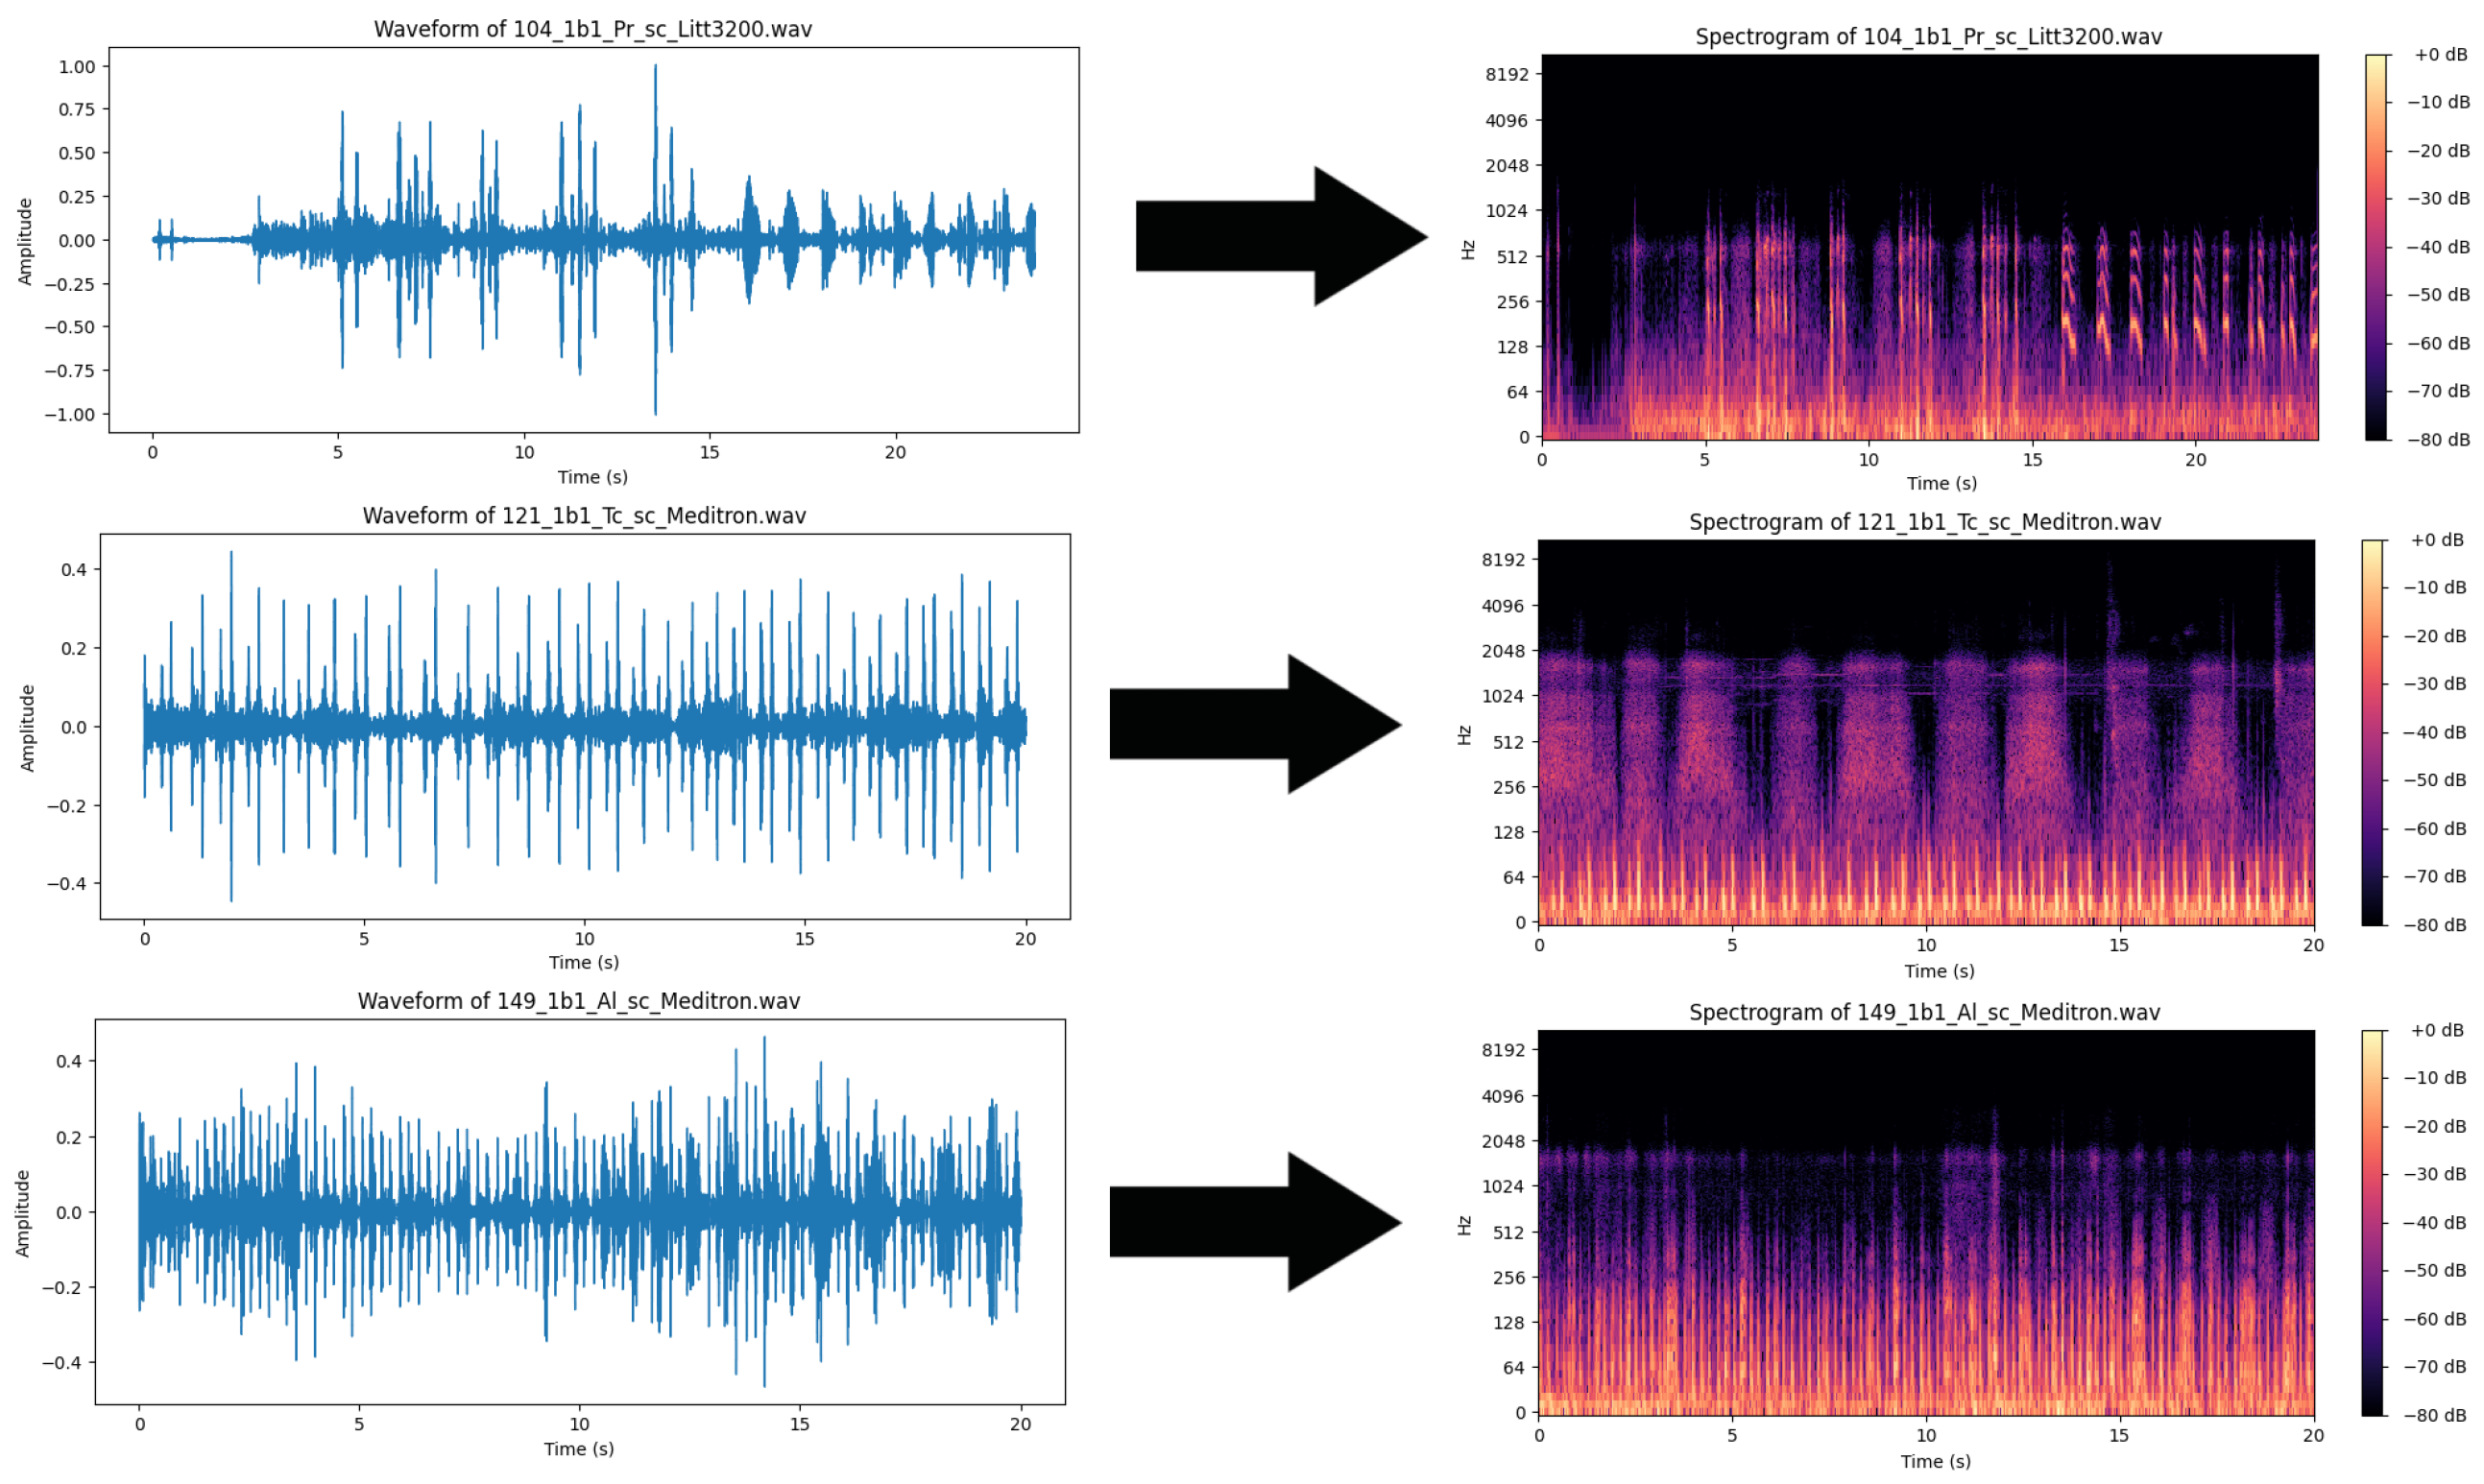 Waveform of 104_1b1_Pr_sc_Litt3200.wav
1.00
0.75
0.50
0.25
0.00
−0.25
−0.50
−0.75
−1.00
Amplitude
0 5 10 15 20
Time (s)
Spectrogram of 104_1b1_Pr_sc_Litt3200.wav
8192
4096
2048
1024
512
256
128
64
0
Hz
0 5 10 15 20
Time (s)
+0 dB
−10 dB
−20 dB
−30 dB
−40 dB
−50 dB
−60 dB
−70 dB
−80 dB
Waveform of 121_1b1_Tc_sc_Meditron.wav
0.4
0.2
0.0
−0.2
−0.4
Amplitude
0 5 10 15 20
Time (s)
Spectrogram of 121_1b1_Tc_sc_Meditron.wav
8192
4096
2048
1024
512
256
128
64
0
Hz
0 5 10 15 20
Time (s)
+0 dB
−10 dB
−20 dB
−30 dB
−40 dB
−50 dB
−60 dB
−70 dB
−80 dB
Waveform of 149_1b1_Al_sc_Meditron.wav
0.4
0.2
0.0
−0.2
−0.4
Amplitude
0 5 10 15 20
Time (s)
Spectrogram of 149_1b1_Al_sc_Meditron.wav
8192
4096
2048
1024
512
256
128
64
0
Hz
0 5 10 15 20
Time (s)
+0 dB
−10 dB
−20 dB
−30 dB
−40 dB
−50 dB
−60 dB
−70 dB
−80 dB